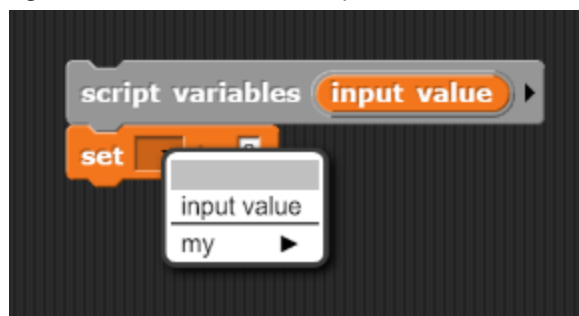 script variables input value
set
input value
my